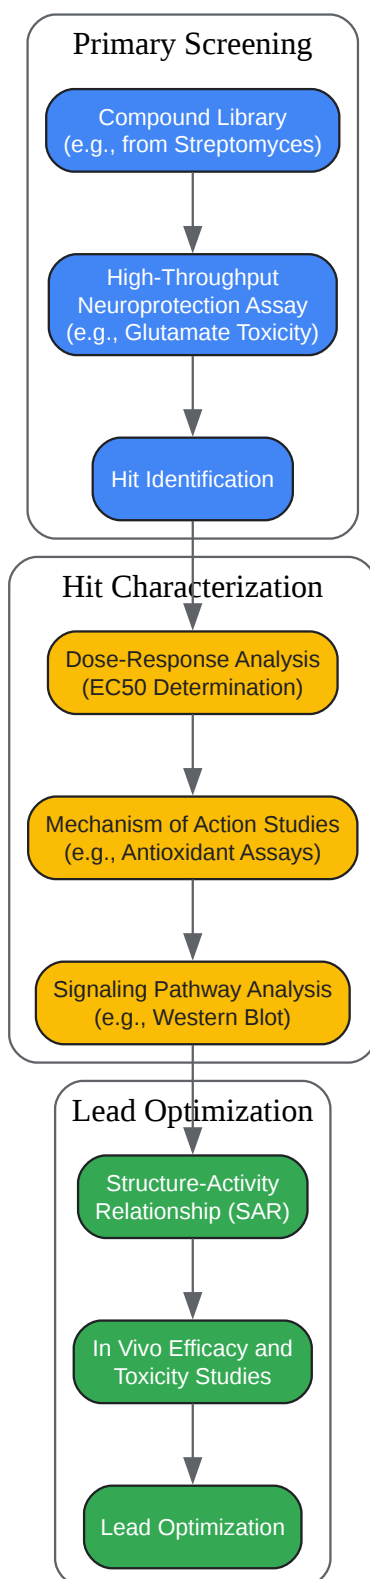 Primary Screening
Compound Library
(e.g., from Streptomyces)
High-Throughput
Neuroprotection Assay
(e.g., Glutamate Toxicity)
Hit Identification
Hit Characterization
Dose-Response Analysis
(EC50 Determination)
Mechanism of Action Studies
(e.g., Antioxidant Assays)
Signaling Pathway Analysis
(e.g., Western Blot)
Lead Optimization
Structure-Activity
Relationship (SAR)
In Vivo Efficacy and
Toxicity Studies
Lead Optimization